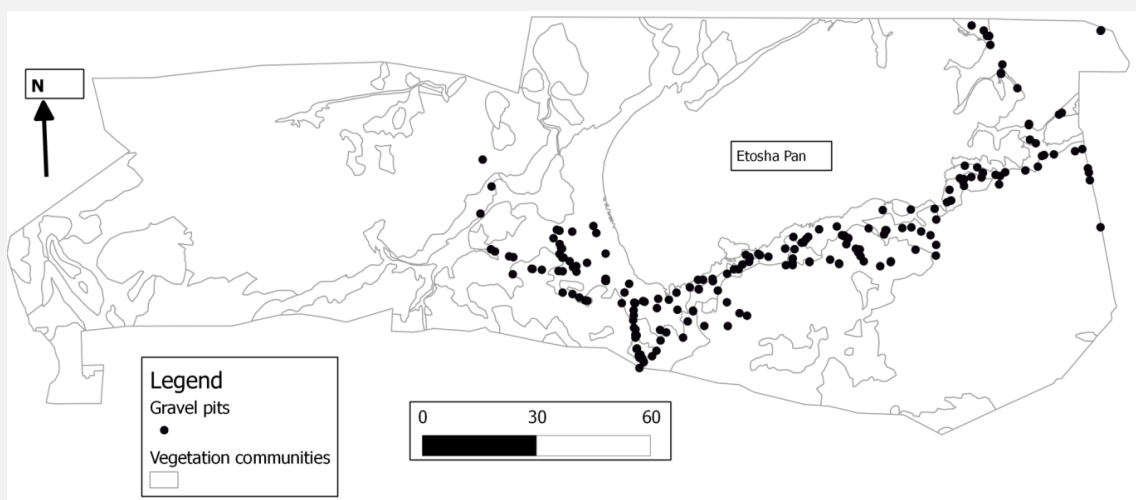 N
Etosha Pan
Legend
Gravel pits
Vegetation communities
0 30 60